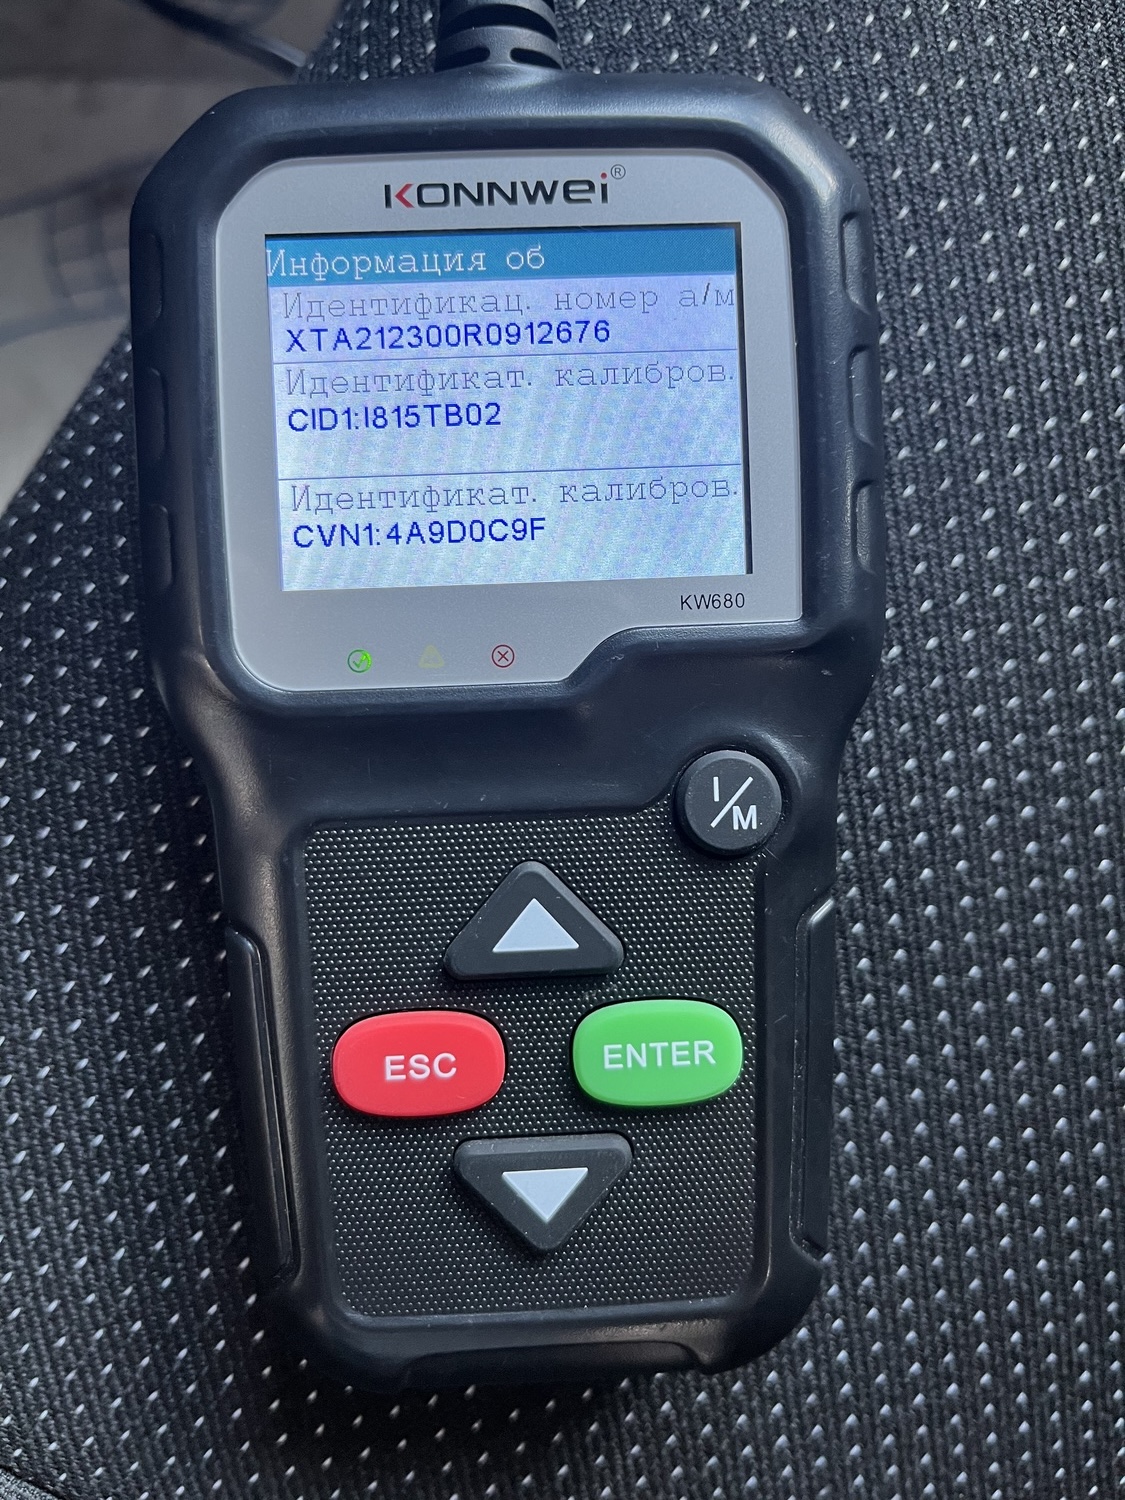 KONNWEI®
Информация об
Идентификац. номер а/м
XTA212300R0912676
Идентификат. калибров.
CID1:I815TB02
Идентификат. калибров.
CVN1:4A9D0C9F
KW680
I/M
ESC
ENTER